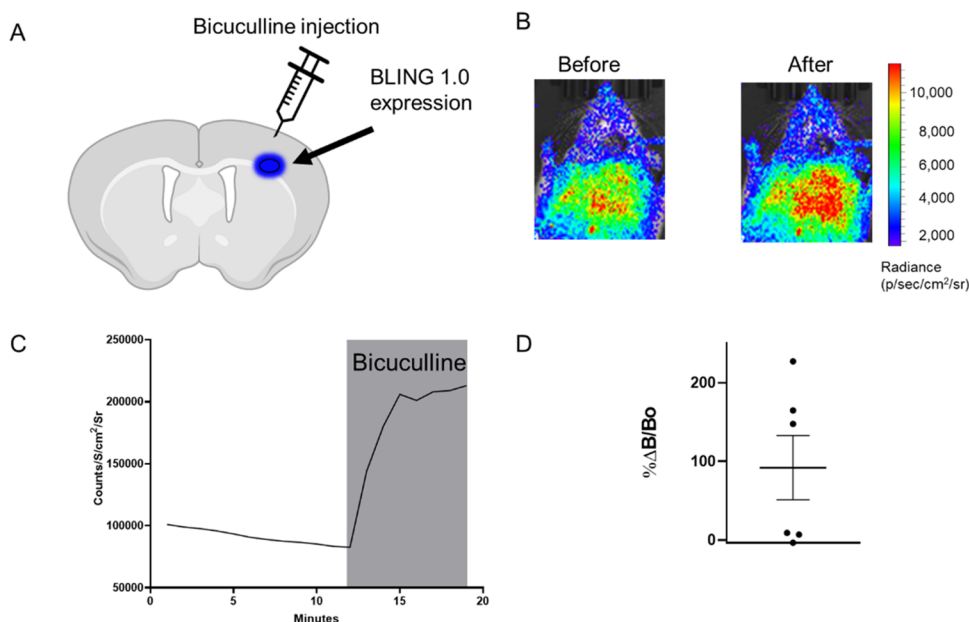 A
Bicuculline injection
BLING 1.0
expression
B
Before
After
10,000
8,000
6,000
4,000
2,000
Radiance
(p/sec/cm²/sr)
C
Bicuculline
Counts/S/cm²/Sr
250000
200000
150000
100000
50000
0
5
10
15
20
Minutes
D
%ΔB/Bo
200
100
0